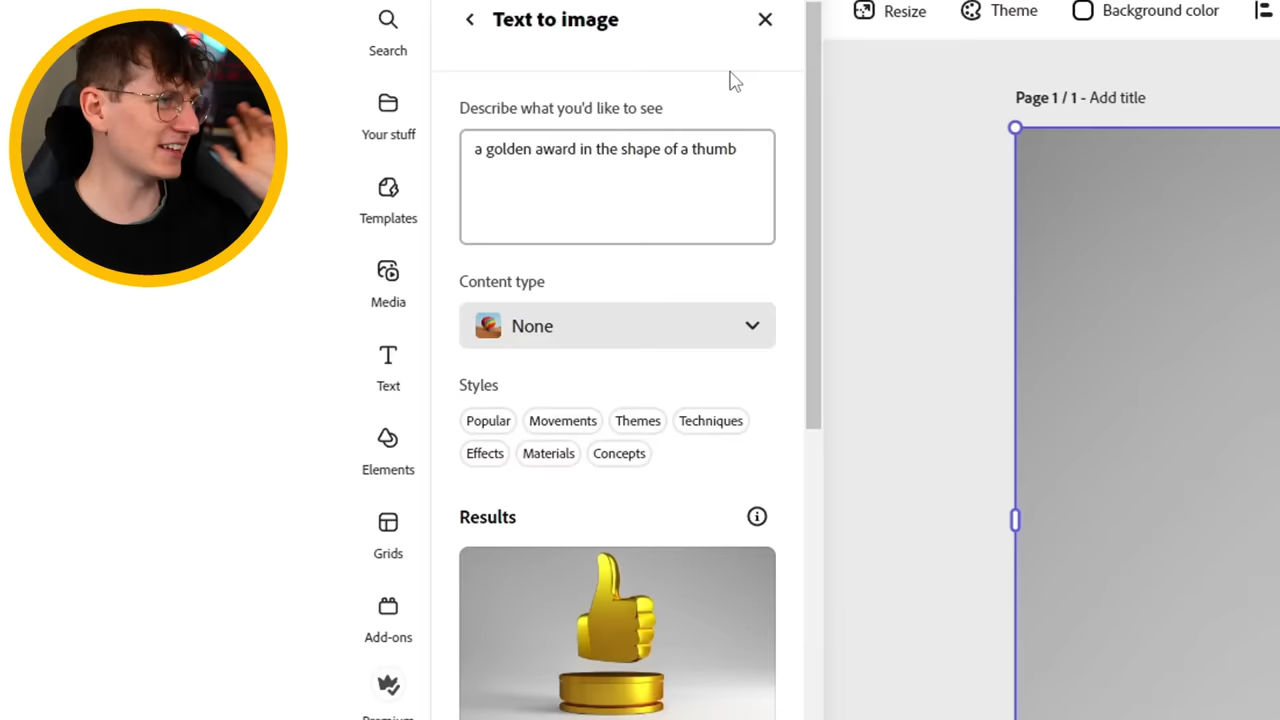 Search
Your stuff
Templates
Media
Text
Elements
Grids
Add-ons
Premium
Text to image
Describe what you'd like to see
a golden award in the shape of a thumb
Content type
None
Styles
Popular Movements Themes Techniques
Effects Materials Concepts
Results
Resize Theme Background color
Page 1 / 1 - Add title